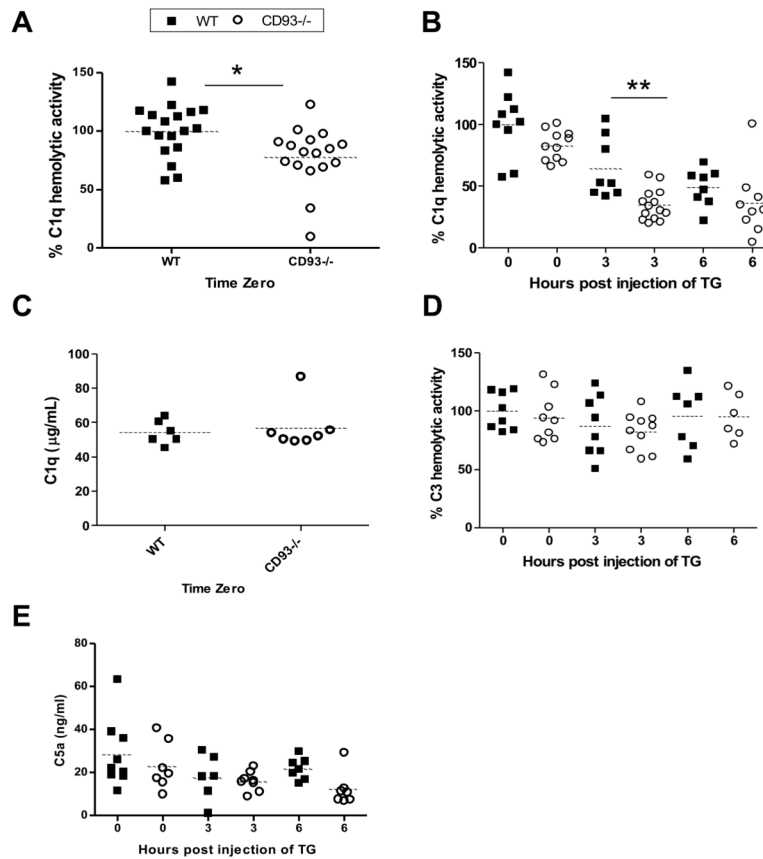 A
WT CD93-/-
% C1q hemolytic activity
150
100
50
0
*
WT CD93-/-
Time Zero
B
% C1q hemolytic activity
150
100
50
0
**
0 0 3 3 6 6
Hours post injection of TG
C
C1q (μg/mL)
100
80
60
40
20
0
WT CD93-/-
Time Zero
D
% C3 hemolytic activity
150
100
50
0
0 0 3 3 6 6
Hours post injection of TG
E
C5a (ng/ml)
80
60
40
20
0
0 0 3 3 6 6
Hours post injection of TG